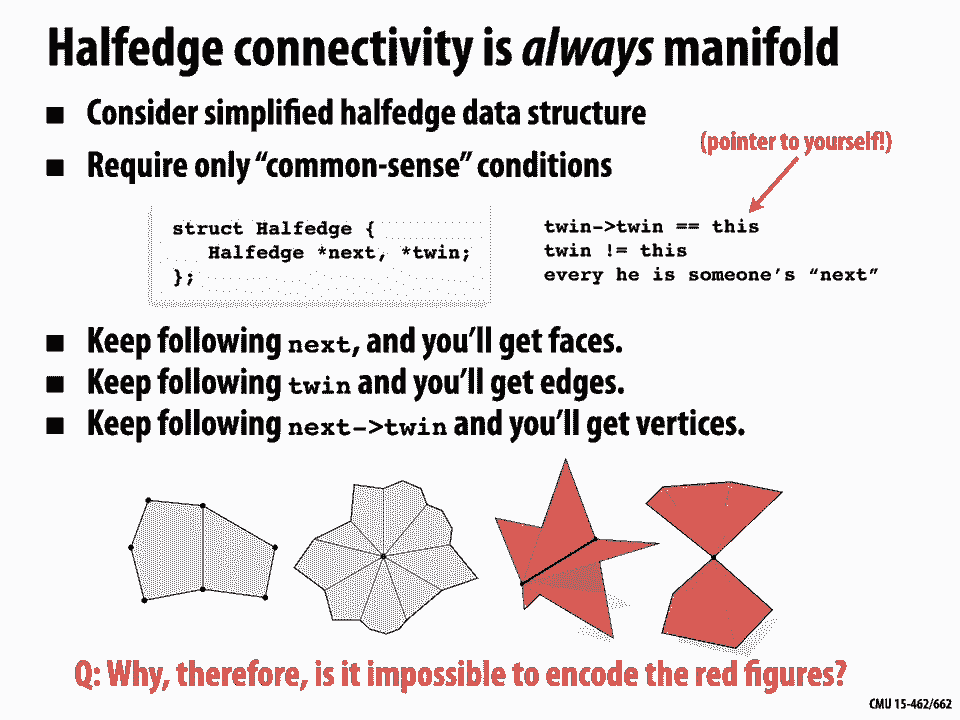 Halfedge connectivity is always manifold
■ Consider simplified halfedge data structure
(pointer to yourself!)
■ Require only “common-sense” conditions
struct Halfedge {
Halfedge *next, *twin;
};
twin->twin == this
twin != this
every he is someone’s “next”
■ Keep following next, and you’ll get faces.
■ Keep following twin and you’ll get edges.
■ Keep following next->twin and you’ll get vertices.
Q: Why, therefore, is it impossible to encode the red figures?
CMU 15-462/662